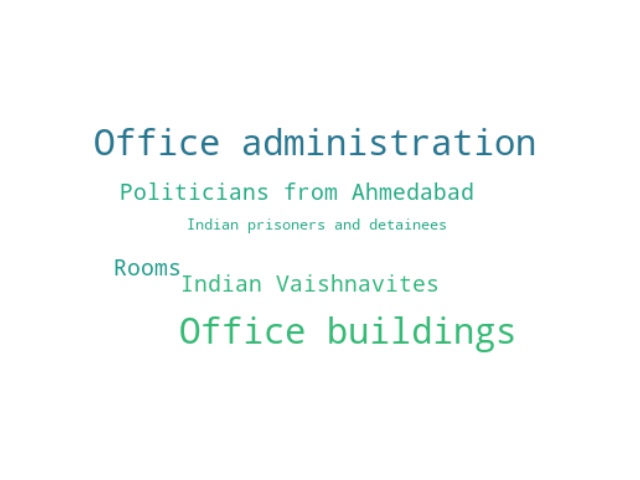 Office administration
Politicians from Ahmedabad
Indian prisoners and detainees
Rooms
Indian Vaishnavites
Office buildings